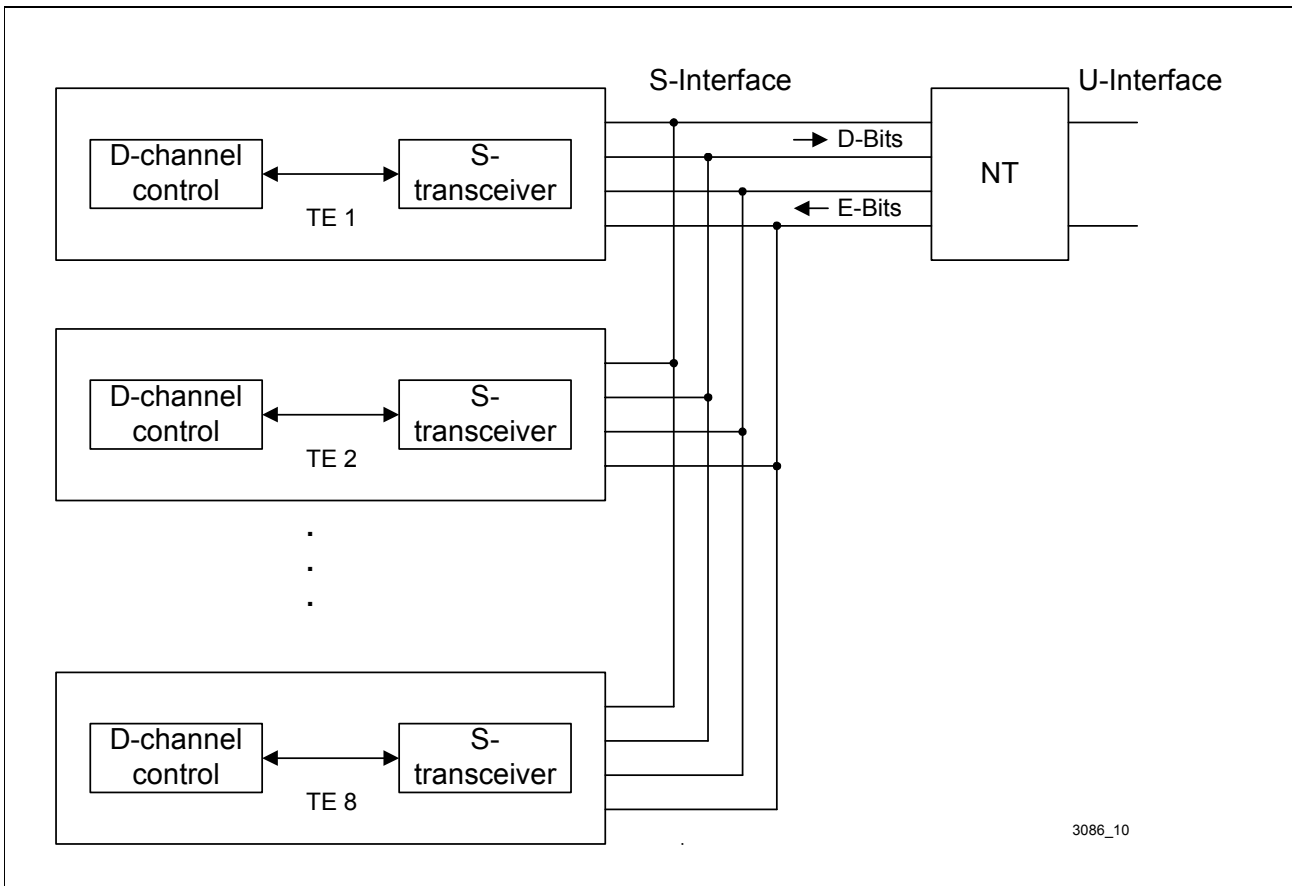 S-Interface
U-Interface
D-channel
control
S-
transceiver
TE 1
D-Bits
E-Bits
NT
D-channel
control
S-
transceiver
TE 2
.
.
.
D-channel
control
S-
transceiver
TE 8
3086_10
.